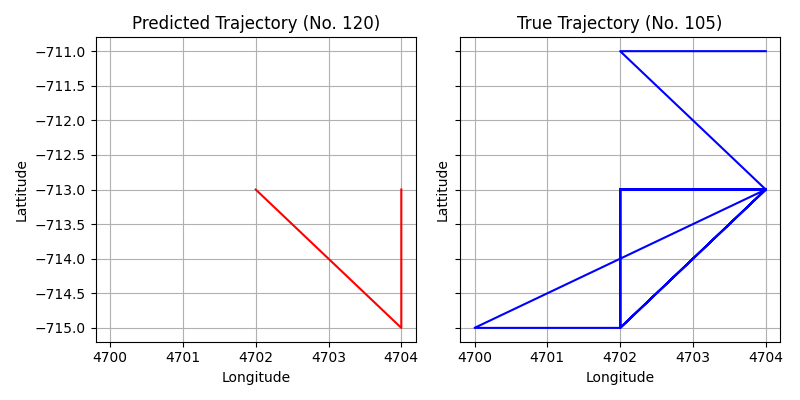 Predicted Trajectory (No. 120)
−711.0
−711.5
−712.0
−712.5
−713.0
−713.5
−714.0
−714.5
−715.0
Lattitude
4700 4701 4702 4703 4704
Longitude
True Trajectory (No. 105)
Lattitude
4700 4701 4702 4703 4704
Longitude